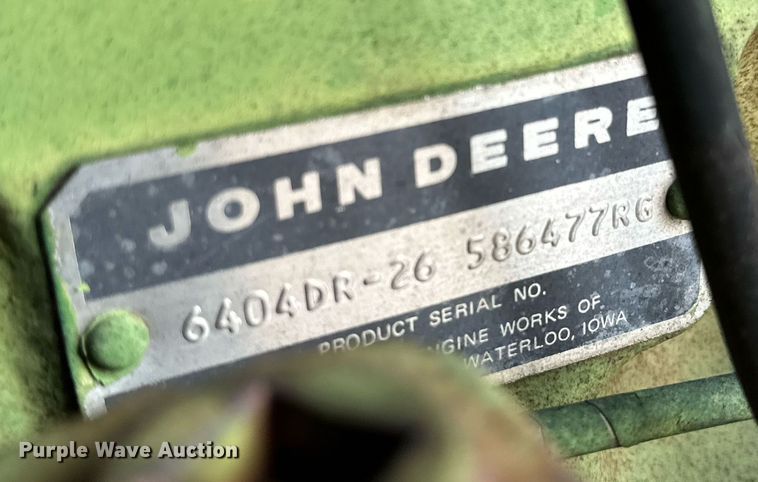 JOHN DEERE
6404DR-26 586477RG
PRODUCT SERIAL NO.
ENGINE WORKS OF
WATERLOO, IOWA
Purple Wave Auction